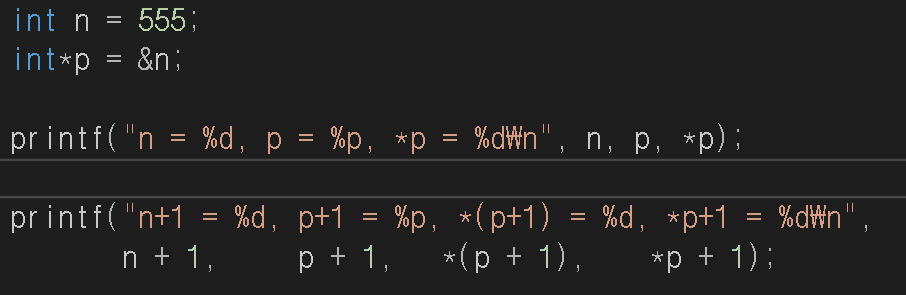 int n = 555;
int*p = &n;
printf("n = %d, p = %p, *p = %d₩n", n, p, *p);
printf("n+1 = %d, p+1 = %p, *(p+1) = %d, *p+1 = %d₩n",
n + 1, p + 1, *(p + 1), *p + 1);